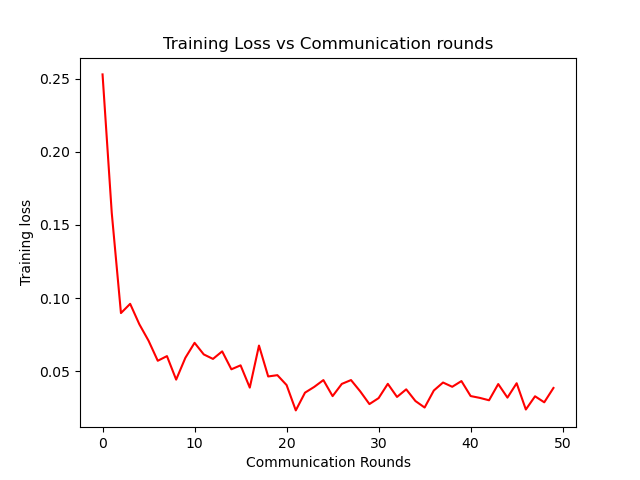 Training Loss vs Communication rounds
0.25
0.20
0.15
0.10
0.05
Training loss
0 10 20 30 40 50
Communication Rounds